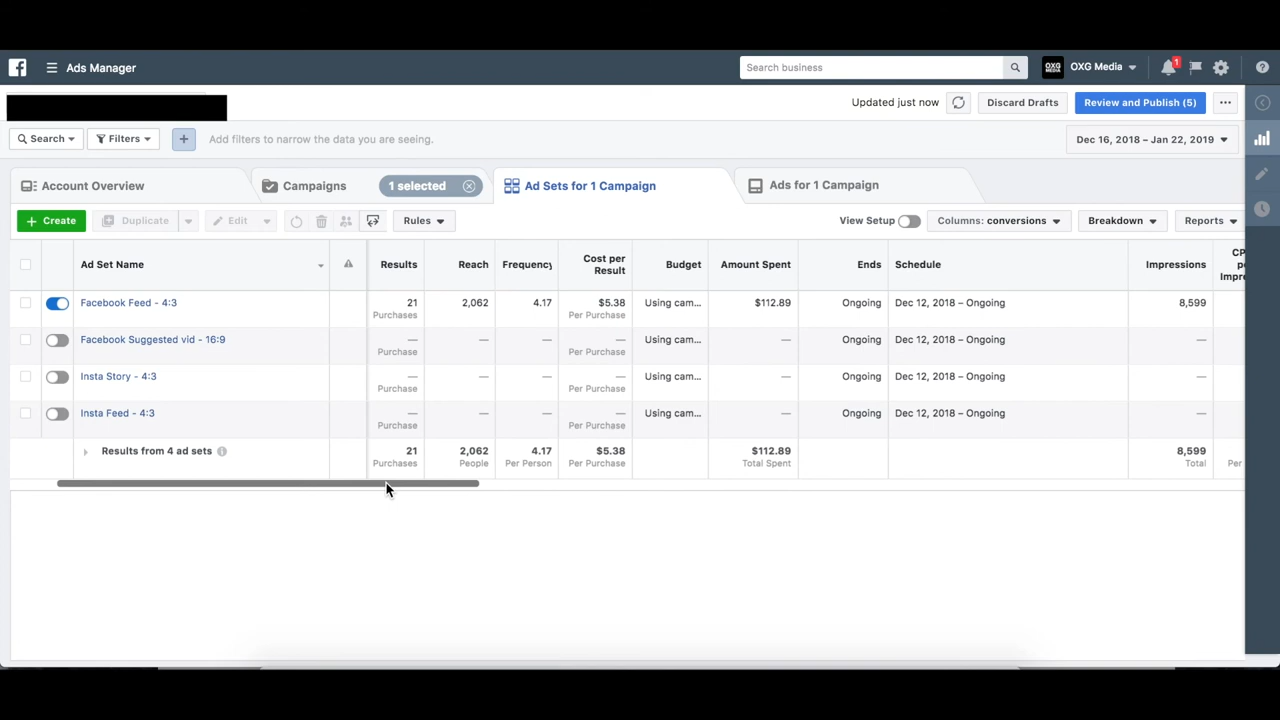 Ads Manager
Search business
OXG MEDIA
OXG Media
1
Updated just now
Discard Drafts
Review and Publish (5)
Search
Filters
Add filters to narrow the data you are seeing.
Dec 16, 2018 – Jan 22, 2019
Account Overview
Campaigns
1 selected
Ad Sets for 1 Campaign
Ads for 1 Campaign
+ Create
Duplicate
Edit
Rules
View Setup
Columns: conversions
Breakdown
Reports
Ad Set Name
Results
Reach
Frequency
Cost per
Result
Budget
Amount Spent
Ends
Schedule
Impressions
Facebook Feed - 4:3
21
Purchases
2,062
4.17
$5.38
Per Purchase
Using cam...
$112.89
Ongoing
Dec 12, 2018 – Ongoing
8,599
Facebook Suggested vid - 16:9
—
Purchase
—
—
—
Per Purchase
Using cam...
—
Ongoing
Dec 12, 2018 – Ongoing
—
Insta Story - 4:3
—
Purchase
—
—
—
Per Purchase
Using cam...
—
Ongoing
Dec 12, 2018 – Ongoing
—
Insta Feed - 4:3
—
Purchase
—
—
—
Per Purchase
Using cam...
—
Ongoing
Dec 12, 2018 – Ongoing
—
Results from 4 ad sets
21
Purchases
2,062
People
4.17
Per Person
$5.38
Per Purchase
$112.89
Total Spent
8,599
Total
Per